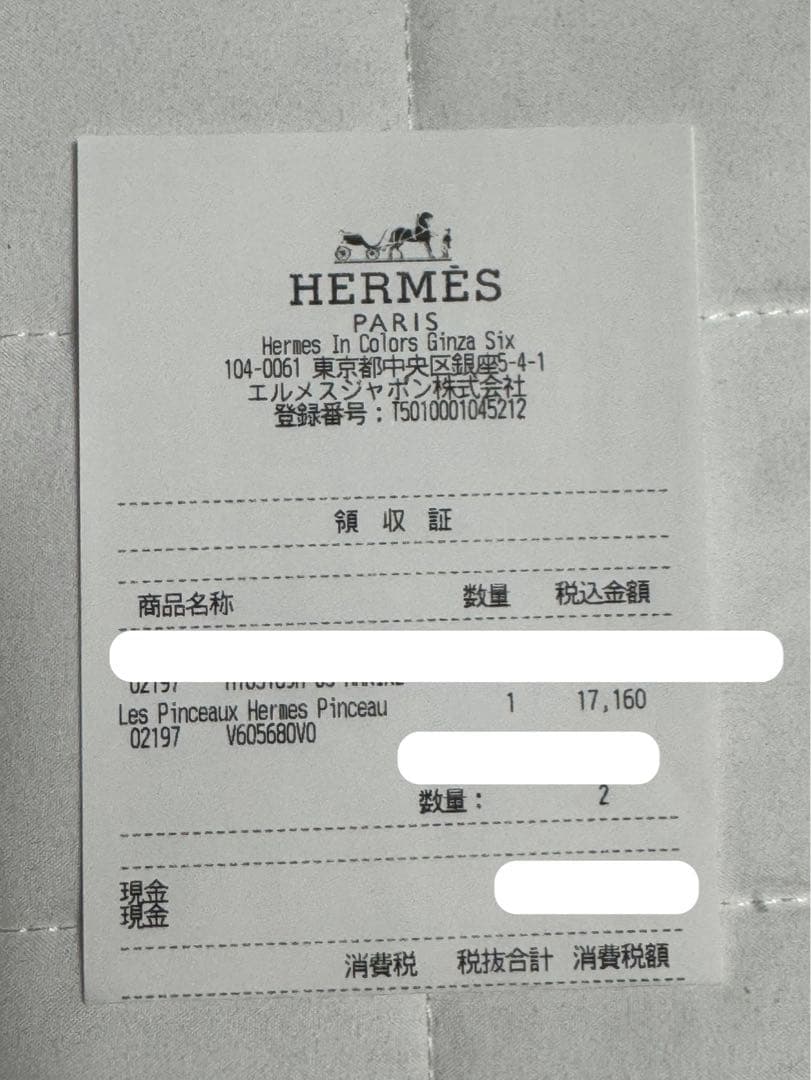 HERMÈS
PARIS
Hermes In Colors Ginza Six
104-0061 東京都中央区銀座5-4-1
エルメスジャポン株式会社
登録番号：T5010001045212
領 収 証
商品名称 数量 税込金額
02197
Les Pinceaux Hermes Pinceau 1 17,160
02197 V605680V0
数量： 2
現金
現金
消費税 税抜合計 消費税額